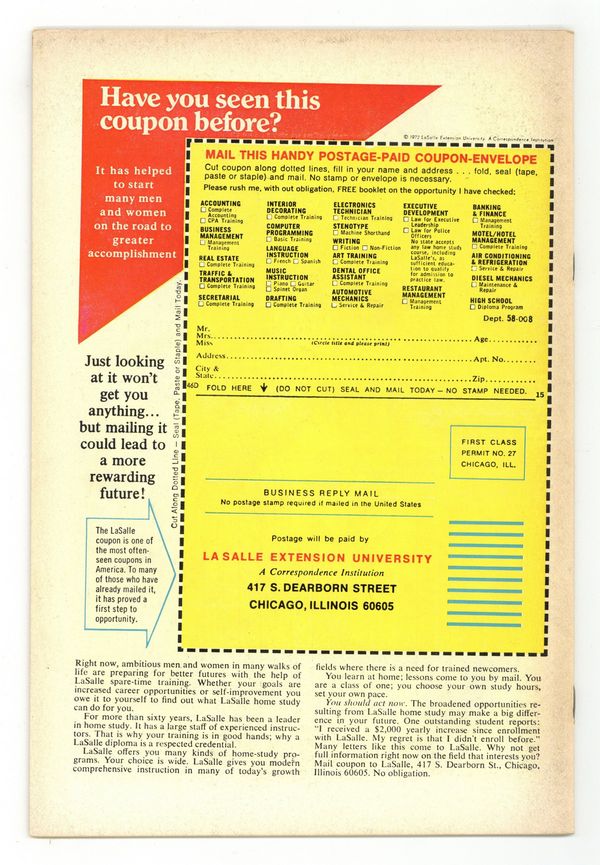 Have you seen this
coupon before?
© 1972 LaSalle Extension University A Correspondence Institution
It has helped
to start
many men
and women
on the road to
greater
accomplishment
MAIL THIS HANDY POSTAGE-PAID COUPON-ENVELOPE
Cut coupon along dotted lines, fill in your name and address . . . fold, seal (tape,
paste or staple) and mail. No stamp or envelope is necessary.
Please rush me, with out obligation, FREE booklet on the opportunity I have checked:
ACCOUNTING
Complete
Accounting
CPA Training
BUSINESS
MANAGEMENT
Management
Training
REAL ESTATE
Complete Training
TRAFFIC &
TRANSPORTATION
Complete Training
SECRETARIAL
Complete Training
INTERIOR
DECORATING
Complete Training
COMPUTER
PROGRAMMING
Basic Training
LANGUAGE
INSTRUCTION
French Spanish
MUSIC
INSTRUCTION
Piano Guitar
Spinet Organ
DRAFTING
Complete Training
ELECTRONICS
TECHNICIAN
Technician Training
STENOTYPE
Machine Shorthand
WRITING
Fiction Non-Fiction
ART TRAINING
Complete Training
DENTAL OFFICE
ASSISTANT
Complete Training
AUTOMOTIVE
MECHANICS
Service & Repair
EXECUTIVE
DEVELOPMENT
Law for Executive
Leadership
Law for Police
Officers
No state accepts
any law home study
course, including
LaSalle's, as
sufficient educa-
tion to qualify
for admission to
practice law.
RESTAURANT
MANAGEMENT
Management
Training
BANKING
& FINANCE
Management
Training
MOTEL/HOTEL
MANAGEMENT
Complete Training
AIR CONDITIONING
& REFRIGERATION
Service & Repair
DIESEL MECHANICS
Maintenance &
Repair
HIGH SCHOOL
Diploma Program
Dept. 58-008
Mr.
Mrs.
Miss (Circle title and please print) Age
Address Apt. No.
City &
State Zip
46D FOLD HERE (DO NOT CUT) SEAL AND MAIL TODAY — NO STAMP NEEDED. 15
Cut Along Dotted Line — Seal (Tape, Paste or Staple) and Mail Today.
Just looking
at it won't
get you
anything...
but mailing it
could lead to
a more
rewarding
future!
The LaSalle
coupon is one of
the most often-
seen coupons in
America. To many
of those who have
already mailed it,
it has proved a
first step to
opportunity.
FIRST CLASS
PERMIT NO. 27
CHICAGO, ILL.
BUSINESS REPLY MAIL
No postage stamp required if mailed in the United States
Postage will be paid by
LA SALLE EXTENSION UNIVERSITY
A Correspondence Institution
417 S. DEARBORN STREET
CHICAGO, ILLINOIS 60605
Right now, ambitious men and women in many walks of
life are preparing for better futures with the help of
LaSalle spare-time training. Whether your goals are
increased career opportunities or self-improvement you
owe it to yourself to find out what LaSalle home study
can do for you.
For more than sixty years, LaSalle has been a leader
in home study. It has a large staff of experienced instruc-
tors. That is why your training is in good hands; why a
LaSalle diploma is a respected credential.
LaSalle offers you many kinds of home-study pro-
grams. Your choice is wide. LaSalle gives you modern
comprehensive instruction in many of today's growth
fields where there is a need for trained newcomers.
You learn at home; lessons come to you by mail. You
are a class of one; you choose your own study hours,
set your own pace.
You should act now. The broadened opportunities re-
sulting from LaSalle home study may make a big differ-
ence in your future. One outstanding student reports:
"I received a $2,000 yearly increase since enrollment
with LaSalle. My regret is that I didn't enroll before."
Many letters like this come to LaSalle. Why not get
full information right now on the field that interests you?
Mail coupon to LaSalle, 417 S. Dearborn St., Chicago,
Illinois 60605. No obligation.